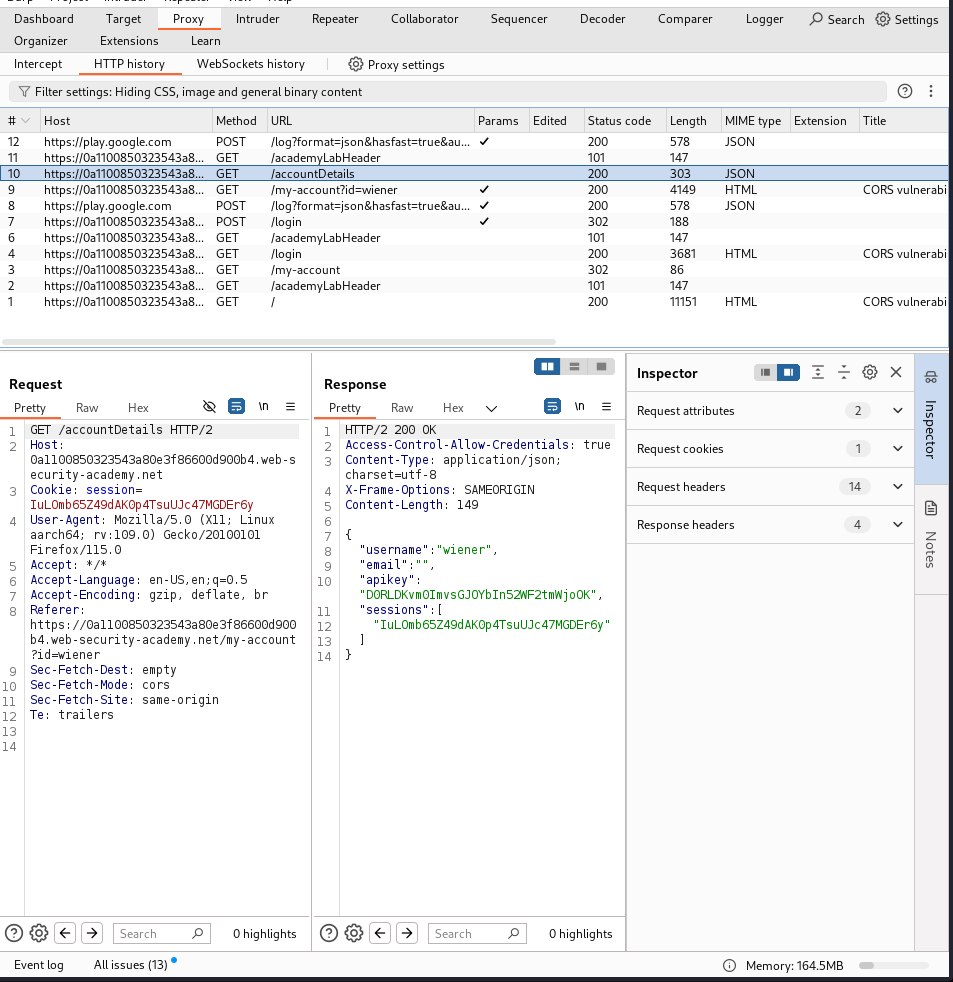 Dashboard Target Proxy Intruder Repeater Collaborator Sequencer Decoder Comparer Logger Search Settings
Organizer Extensions Learn
Intercept HTTP history WebSockets history Proxy settings
Filter settings: Hiding CSS, image and general binary content
# Host Method URL Params Edited Status code Length MIME type Extension Title
12 https://play.google.com POST /log?format=json&hasfast=true&au... ✓ 200 578 JSON
11 https://0a1100850323543a8... GET /academyLabHeader 101 147
10 https://0a1100850323543a8... GET /accountDetails 200 303 JSON
9 https://0a1100850323543a8... GET /my-account?id=wiener ✓ 200 4149 HTML CORS vulnerabi
8 https://play.google.com POST /log?format=json&hasfast=true&au... ✓ 200 578 JSON
7 https://0a1100850323543a8... POST /login ✓ 302 188
6 https://0a1100850323543a8... GET /academyLabHeader 101 147
4 https://0a1100850323543a8... GET /login 200 3681 HTML CORS vulnerabi
3 https://0a1100850323543a8... GET /my-account 302 86
2 https://0a1100850323543a8... GET /academyLabHeader 101 147
1 https://0a1100850323543a8... GET / 200 11151 HTML CORS vulnerabi
Request
Pretty Raw Hex \n
1 GET /accountDetails HTTP/2
2 Host:
0a1100850323543a80e3f86600d900b4.web-s
ecurity-academy.net
3 Cookie: session=
IuLOmb65Z49dAK0p4TsuUJc47MGDEr6y
4 User-Agent: Mozilla/5.0 (X11; Linux
aarch64; rv:109.0) Gecko/20100101
Firefox/115.0
5 Accept: */*
6 Accept-Language: en-US,en;q=0.5
7 Accept-Encoding: gzip, deflate, br
8 Referer:
https://0a1100850323543a80e3f86600d900
b4.web-security-academy.net/my-account
?id=wiener
9 Sec-Fetch-Dest: empty
10 Sec-Fetch-Mode: cors
11 Sec-Fetch-Site: same-origin
12 Te: trailers
13
14
Search 0 highlights
Response
Pretty Raw Hex \n
1 HTTP/2 200 OK
2 Access-Control-Allow-Credentials: true
3 Content-Type: application/json;
charset=utf-8
4 X-Frame-Options: SAMEORIGIN
5 Content-Length: 149
6
7 {
8 "username":"wiener",
9 "email":"",
10 "apikey":
"DORLDKvm0ImvsGJOYbIn52WF2tmWjoOK",
11 "sessions":[
12 "IuLOmb65Z49dAK0p4TsuUJc47MGDEr6y"
13 ]
14 }
Search 0 highlights
Inspector
Request attributes 2
Request cookies 1
Request headers 14
Response headers 4
Inspector
Notes
Event log All issues (13) Memory: 164.5MB